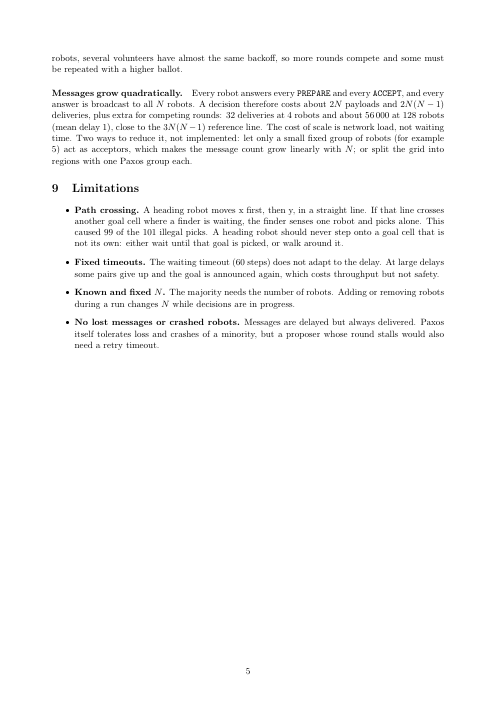 robots, several volunteers have almost the same backoff, so more rounds compete and some must
be repeated with a higher ballot.
Messages grow quadratically. Every robot answers every PREPARE and every ACCEPT, and every
answer is broadcast to all N robots. A decision therefore costs about 2N payloads and 2N(N − 1)
deliveries, plus extra for competing rounds: 32 deliveries at 4 robots and about 56 000 at 128 robots
(mean delay 1), close to the 3N(N − 1) reference line. The cost of scale is network load, not waiting
time. Two ways to reduce it, not implemented: let only a small fixed group of robots (for example
5) act as acceptors, which makes the message count grow linearly with N; or split the grid into
regions with one Paxos group each.
9 Limitations
• Path crossing. A heading robot moves x first, then y, in a straight line. If that line crosses
another goal cell where a finder is waiting, the finder senses one robot and picks alone. This
caused 99 of the 101 illegal picks. A heading robot should never step onto a goal cell that is
not its own: either wait until that goal is picked, or walk around it.
• Fixed timeouts. The waiting timeout (60 steps) does not adapt to the delay. At large delays
some pairs give up and the goal is announced again, which costs throughput but not safety.
• Known and fixed N. The majority needs the number of robots. Adding or removing robots
during a run changes N while decisions are in progress.
• No lost messages or crashed robots. Messages are delayed but always delivered. Paxos
itself tolerates loss and crashes of a minority, but a proposer whose round stalls would also
need a retry timeout.
5